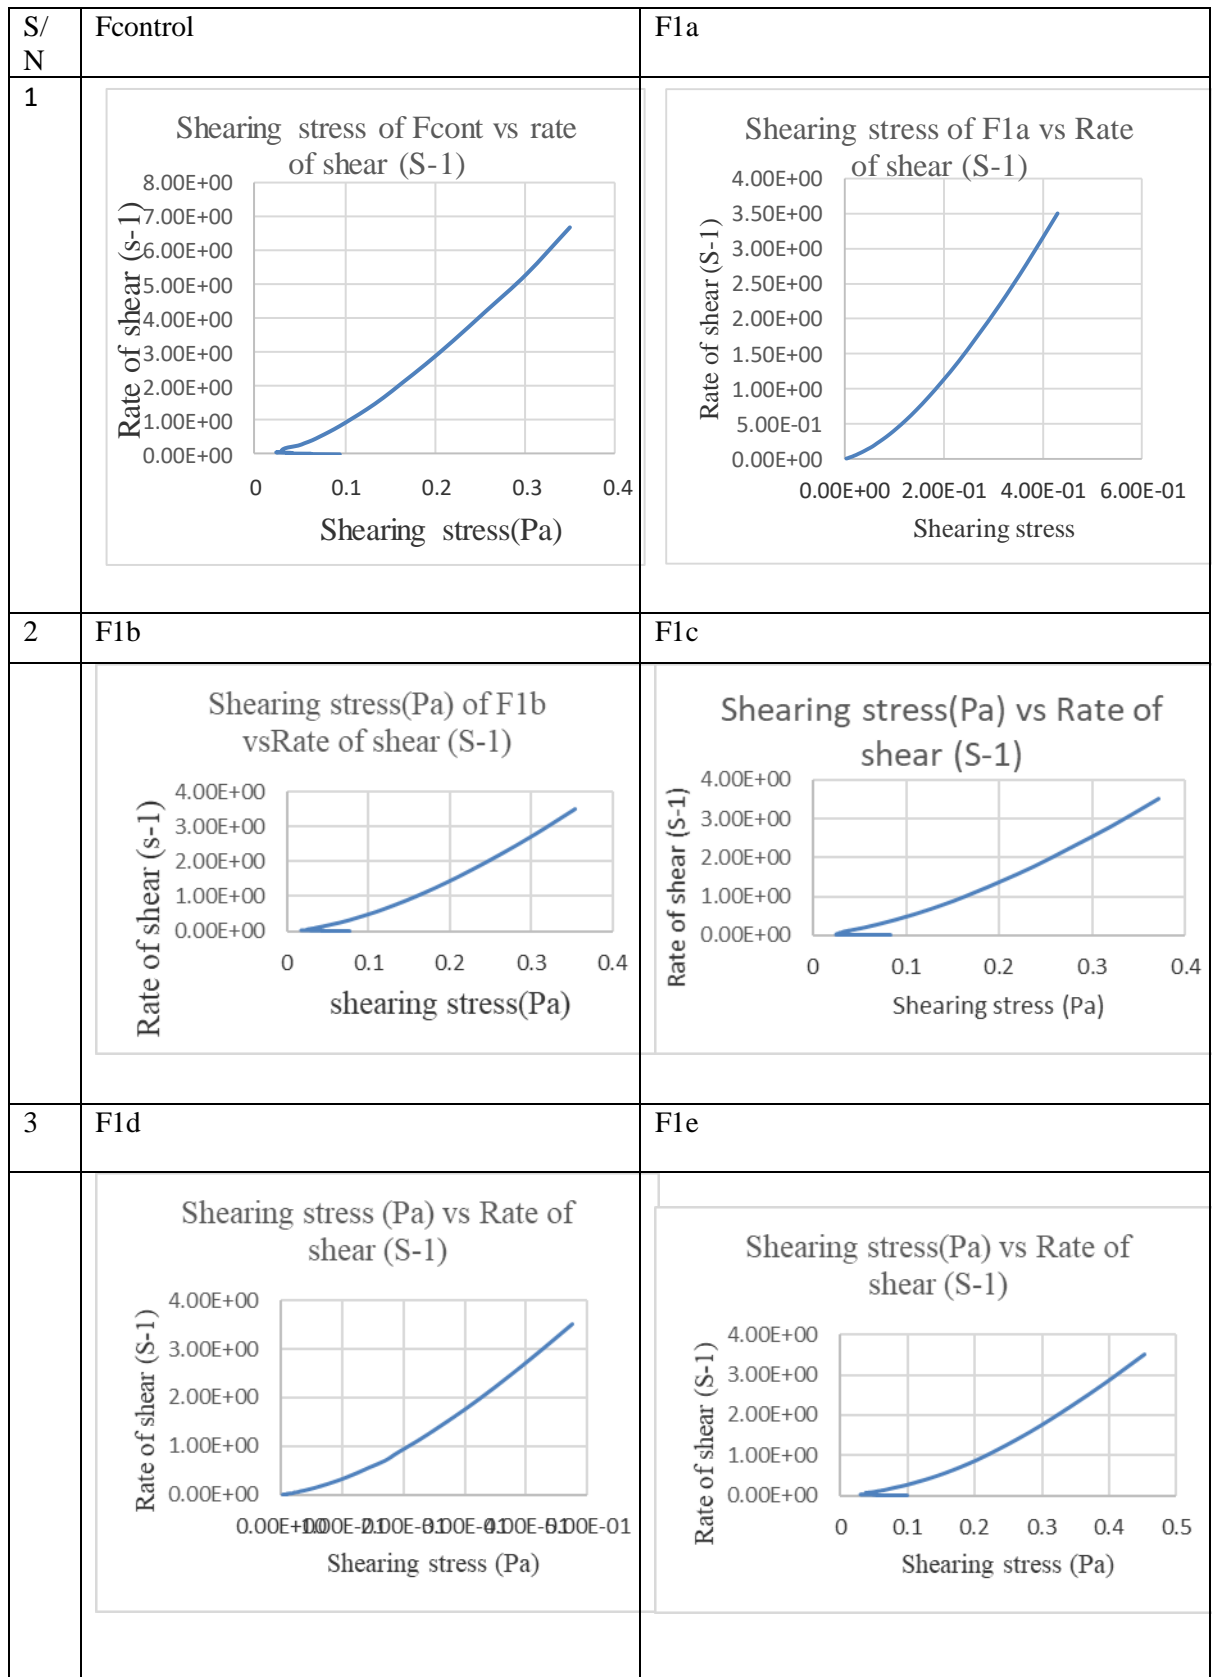 S/
N
Fcontrol
F1a
1
Shearing stress of Fcont vs rate
of shear (S-1)
8.00E+00
7.00E+00
6.00E+00
5.00E+00
4.00E+00
3.00E+00
2.00E+00
1.00E+00
0.00E+00
Rate of shear (s-1)
0 0.1 0.2 0.3 0.4
Shearing stress(Pa)
Shearing stress of F1a vs Rate
of shear (S-1)
4.00E+00
3.50E+00
3.00E+00
2.50E+00
2.00E+00
1.50E+00
1.00E+00
5.00E-01
0.00E+00
Rate of shear (S-1)
0.00E+00 2.00E-01 4.00E-01 6.00E-01
Shearing stress
2
F1b
F1c
Shearing stress(Pa) of F1b
vsRate of shear (S-1)
4.00E+00
3.00E+00
2.00E+00
1.00E+00
0.00E+00
Rate of shear (s-1)
0 0.1 0.2 0.3 0.4
shearing stress(Pa)
Shearing stress(Pa) vs Rate of
shear (S-1)
4.00E+00
3.00E+00
2.00E+00
1.00E+00
0.00E+00
Rate of shear (S-1)
0 0.1 0.2 0.3 0.4
Shearing stress (Pa)
3
F1d
F1e
Shearing stress (Pa) vs Rate of
shear (S-1)
4.00E+00
3.00E+00
2.00E+00
1.00E+00
0.00E+00
Rate of shear (S-1)
Shearing stress (Pa)
Shearing stress(Pa) vs Rate of
shear (S-1)
4.00E+00
3.00E+00
2.00E+00
1.00E+00
0.00E+00
Rate of shear (S-1)
0 0.1 0.2 0.3 0.4 0.5
Shearing stress (Pa)